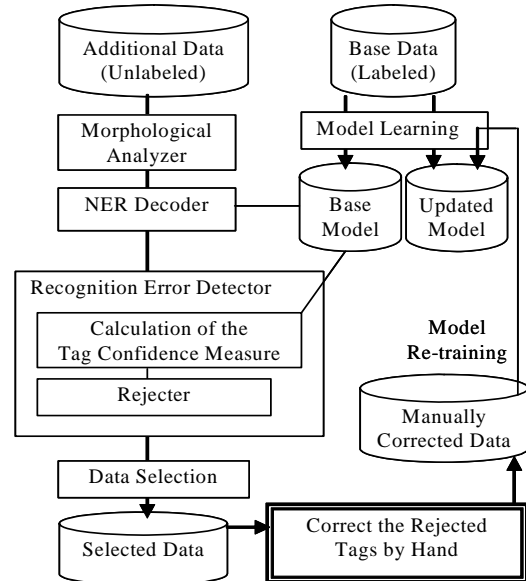 Additional Data
(Unlabeled)
Base Data
(Labeled)
Morphological
Analyzer
Model Learning
NER Decoder
Base
Model
Updated
Model
Recognition Error Detector
Calculation of the
Tag Confidence Measure
Rejecter
Model
Re-training
Manually
Corrected Data
Data Selection
Selected Data
Correct the Rejected
Tags by Hand